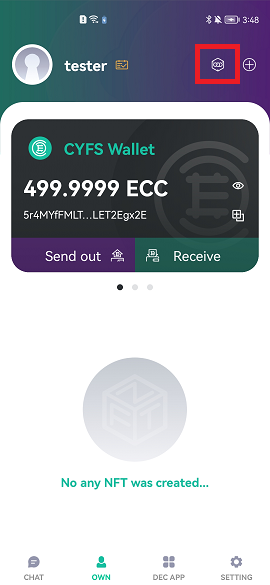 3:48
tester
CYFS Wallet
499.9999 ECC
5r4MYfFMLT...LET2Egx2E
Send out
Receive
No any NFT was created...
CHAT
OWN
DEC APP
SETTING